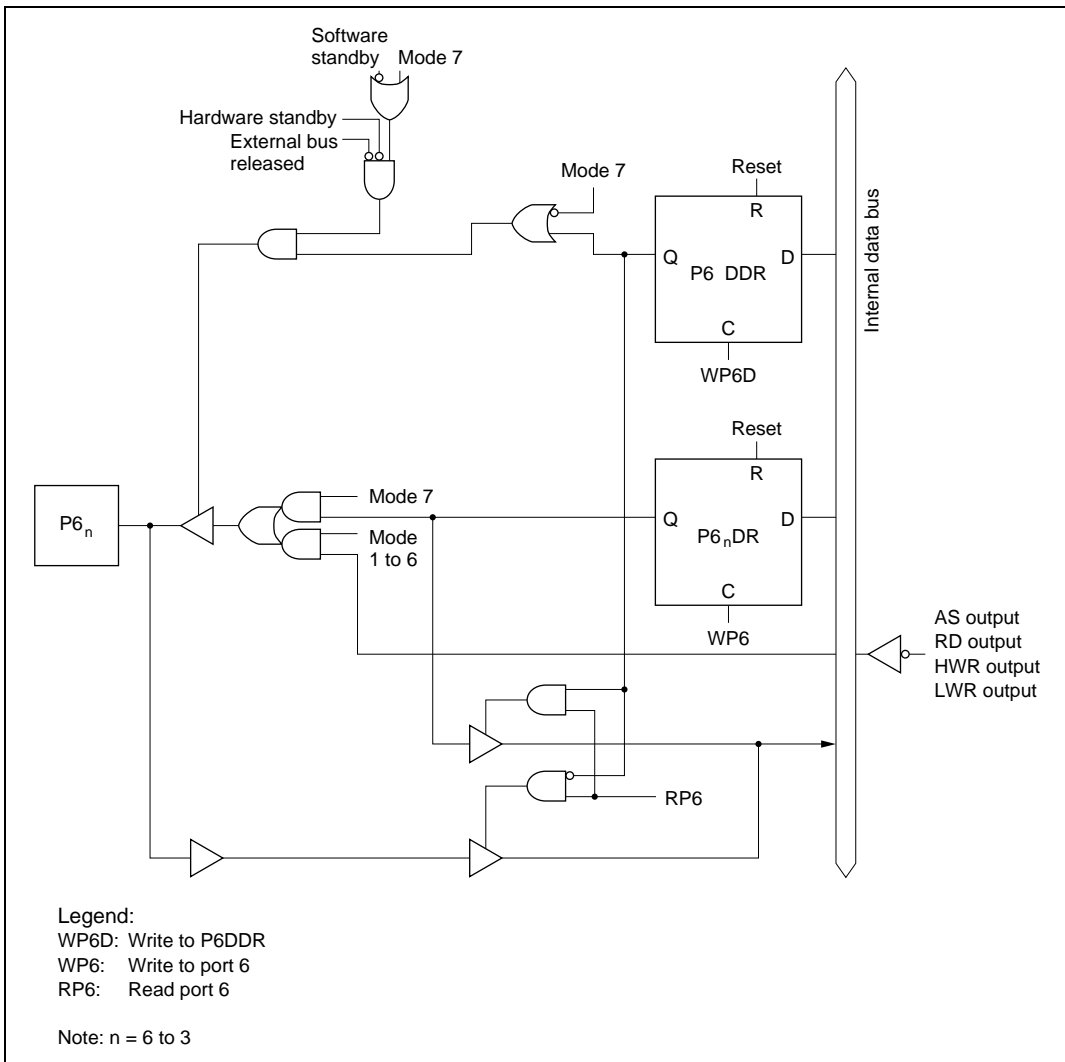 Software
standby
Mode 7
Hardware standby
External bus
released
Mode 7
Reset
R
Q
P6 DDR
D
C
WP6D
Internal data bus
Reset
R
Q
P6nDR
D
C
WP6
P6n
Mode 7
Mode
1 to 6
AS output
RD output
HWR output
LWR output
RP6
Legend:
WP6D: Write to P6DDR
WP6: Write to port 6
RP6: Read port 6
Note: n = 6 to 3